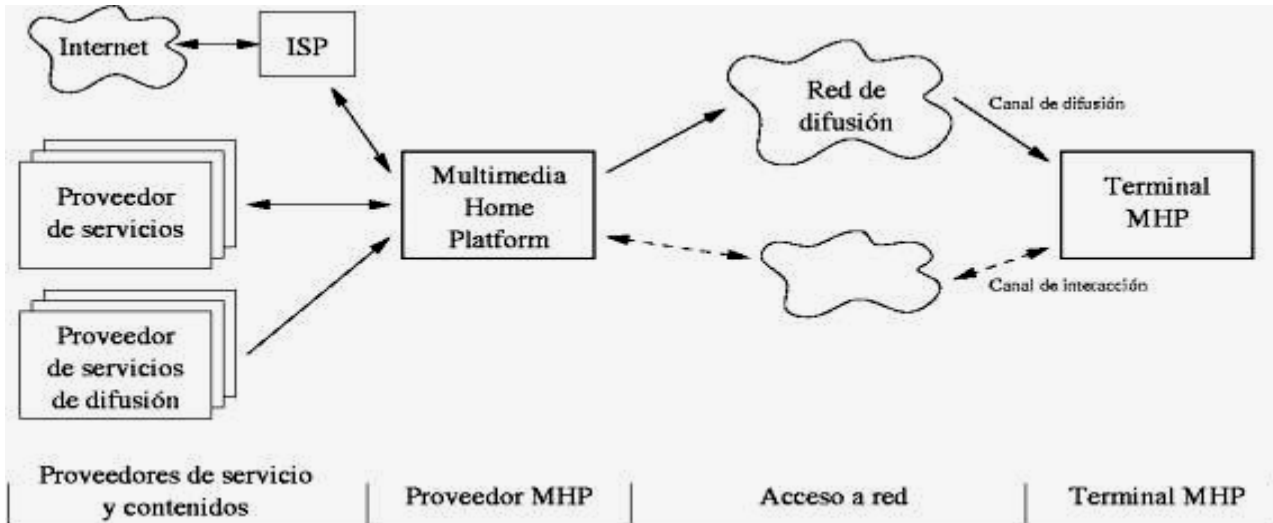 Internet
ISP
Proveedor
de servicios
Proveedor
de servicios
de difusión
Multimedia
Home
Platform
Red de
difusión
Canal de difusión
Terminal
MHP
Canal de interacción
Proveedores de servicio
y contenidos
Proveedor MHP
Acceso a red
Terminal MHP